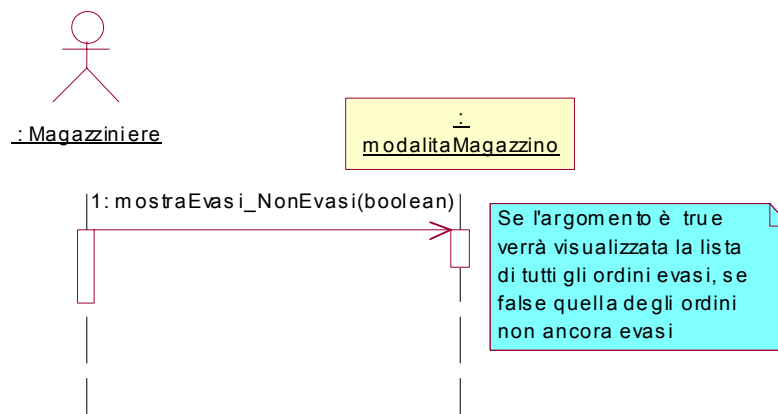 : Magazziniere
:
modalitaMagazzino
1: mostraEvasi_NonEvasi(boolean)
Se l'argomento è true
verrà visualizzata la lista
di tutti gli ordini evasi, se
false quella degli ordini
non ancora evasi